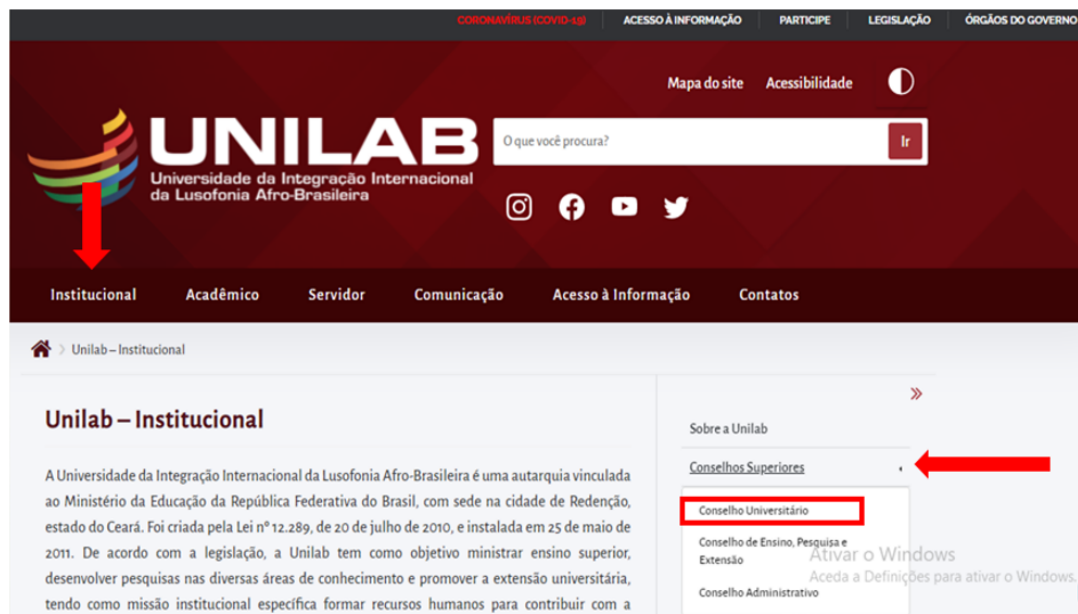 CORONAVÍRUS (COVID-19) ACESSO À INFORMAÇÃO PARTICIPE LEGISLAÇÃO ÓRGÃOS DO GOVERNO
Mapa do site Acessibilidade
UNILAB
Universidade da Integração Internacional
da Lusofonia Afro-Brasileira
O que você procura? Ir
Institucional Acadêmico Servidor Comunicação Acesso à Informação Contatos
Unilab – Institucional
Unilab – Institucional
A Universidade da Integração Internacional da Lusofonia Afro-Brasileira é uma autarquia vinculada
ao Ministério da Educação da República Federativa do Brasil, com sede na cidade de Redenção,
estado do Ceará. Foi criada pela Lei nº 12.289, de 20 de julho de 2010, e instalada em 25 de maio de
2011. De acordo com a legislação, a Unilab tem como objetivo ministrar ensino superior,
desenvolver pesquisas nas diversas áreas de conhecimento e promover a extensão universitária,
tendo como missão institucional específica formar recursos humanos para contribuir com a
Sobre a Unilab
Conselhos Superiores
Conselho Universitário
Conselho de Ensino, Pesquisa e
Extensão
Conselho Administrativo
Ativar o Windows
Aceda a Definições para ativar o Windows.